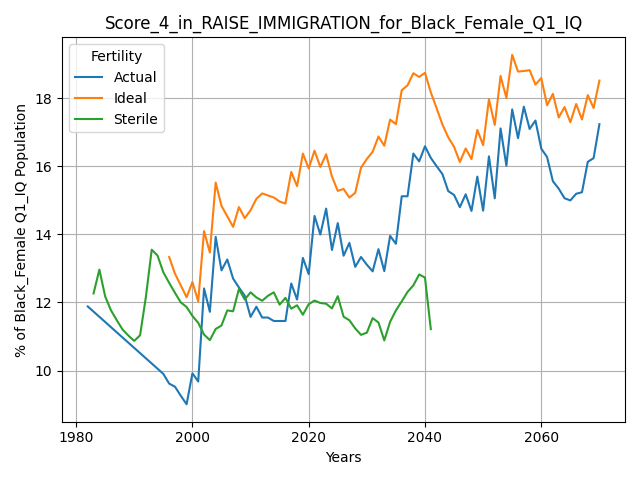 Score_4_in_RAISE_IMMIGRATION_for_Black_Female_Q1_IQ
Fertility
Actual
Ideal
Sterile
% of Black_Female Q1_IQ Population
18
16
14
12
10
1980
2000
2020
2040
2060
Years